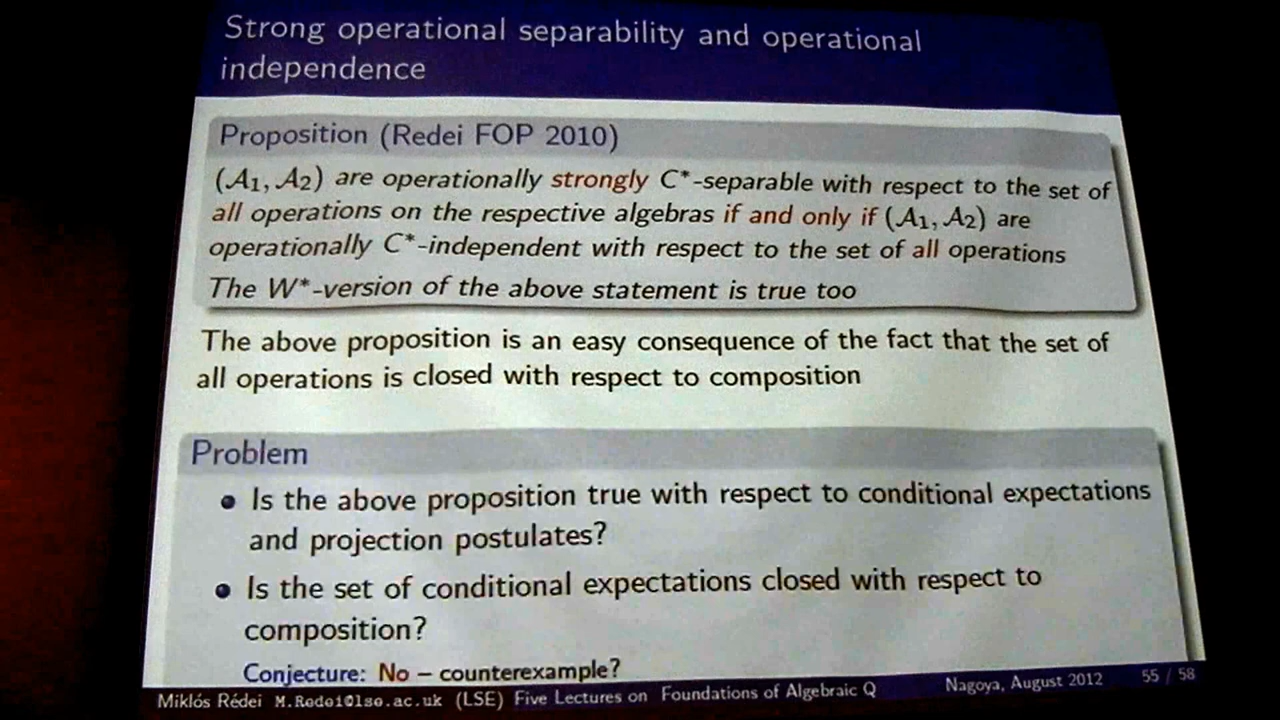 Strong operational separability and operational
independence
Proposition (Redei FOP 2010)
(A₁, A₂) are operationally strongly C*-separable with respect to the set of
all operations on the respective algebras if and only if (A₁, A₂) are
operationally C*-independent with respect to the set of all operations
The W*-version of the above statement is true too
The above proposition is an easy consequence of the fact that the set of
all operations is closed with respect to composition
Problem
• Is the above proposition true with respect to conditional expectations
and projection postulates?
• Is the set of conditional expectations closed with respect to
composition?
Conjecture: No – counterexample?
Miklós Rédei M.Redei@lse.ac.uk (LSE) Five Lectures on Foundations of Algebraic Q Nagoya, August 2012 55 / 58